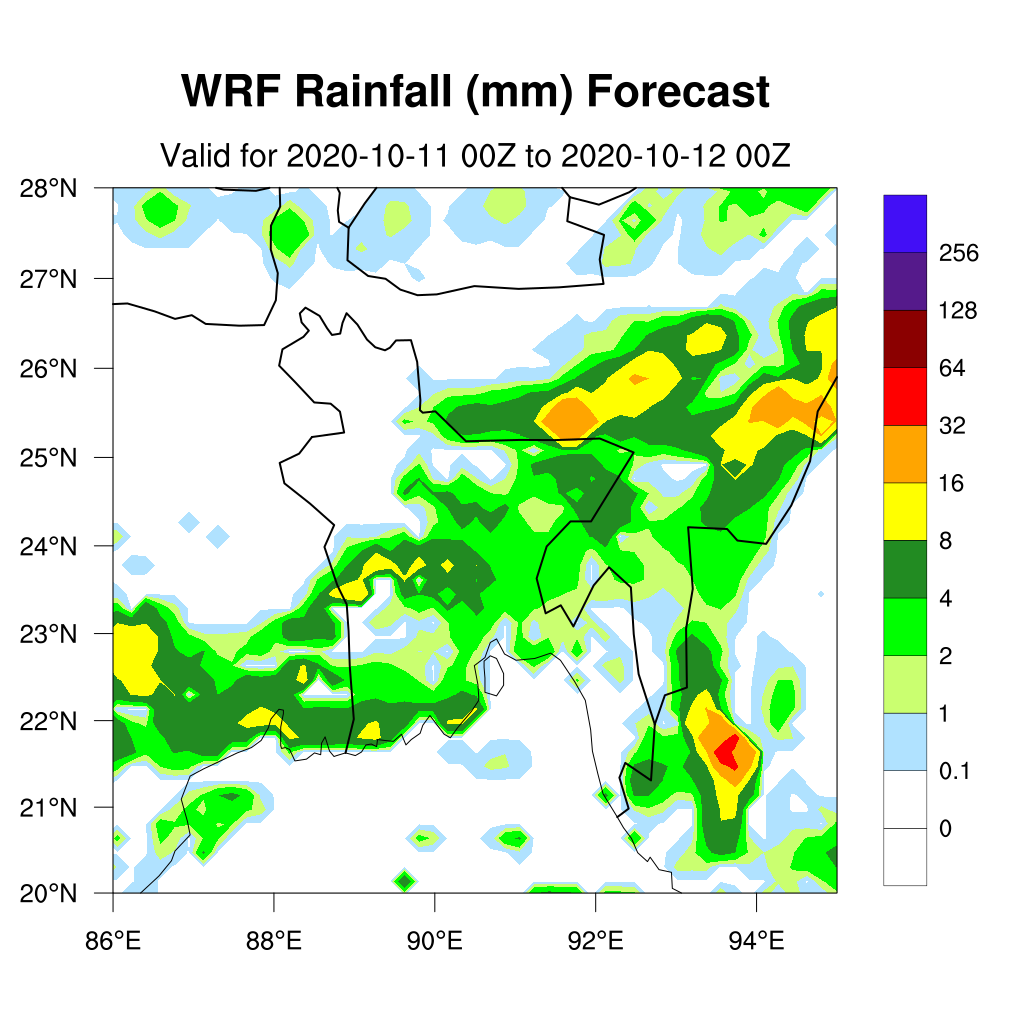 WRF Rainfall (mm) Forecast
Valid for 2020-10-11 00Z to 2020-10-12 00Z
28°N
27°N
26°N
25°N
24°N
23°N
22°N
21°N
20°N
86°E 88°E 90°E 92°E 94°E
256
128
64
32
16
8
4
2
1
0.1
0